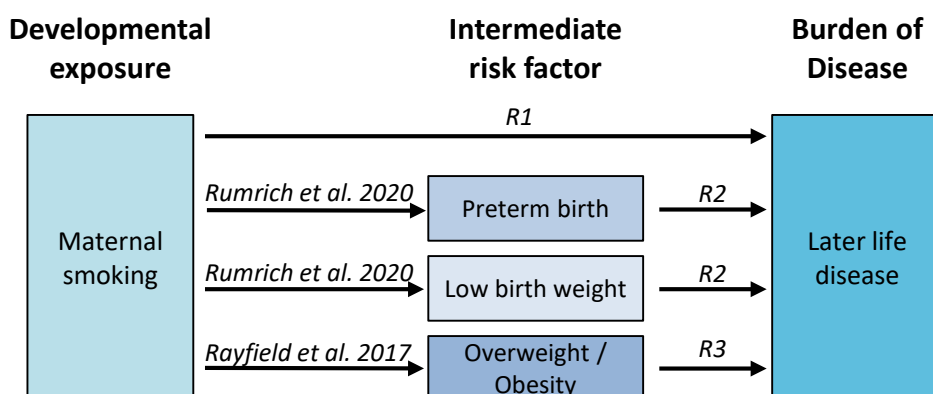 Developmental
exposure
Intermediate
risk factor
Burden of
Disease
R1
Maternal
smoking
Rumrich et al. 2020
Preterm birth
R2
Rumrich et al. 2020
Low birth weight
R2
Rayfield et al. 2017
Overweight /
Obesity
R3
Later life
disease